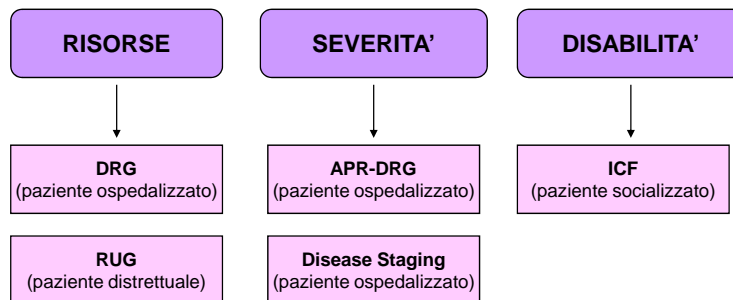 RISORSE
SEVERITA’
DISABILITA’
DRG
(paziente ospedalizzato)
APR-DRG
(paziente ospedalizzato)
ICF
(paziente socializzato)
RUG
(paziente distrettuale)
Disease Staging
(paziente ospedalizzato)